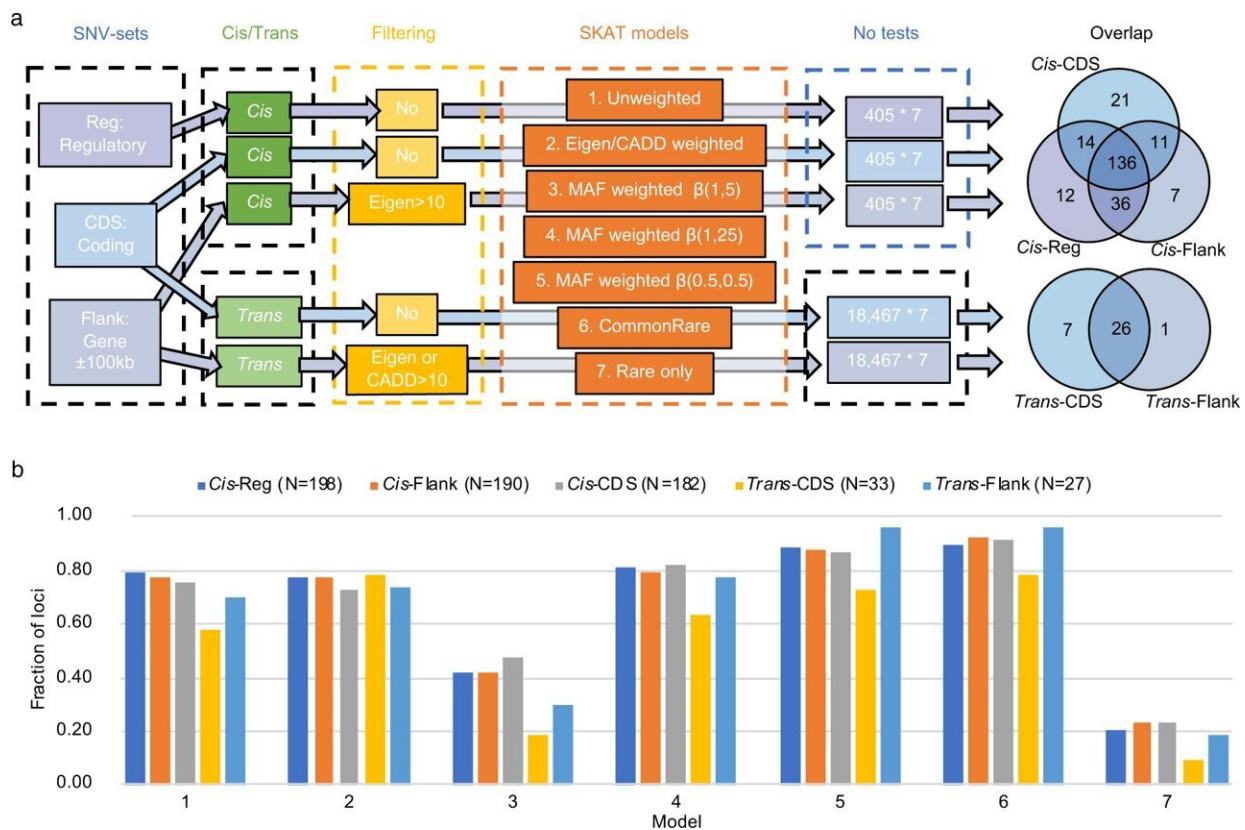 a
SNV-sets
Cis/Trans
Filtering
SKAT models
No tests
Overlap
Reg:
Regulatory
CDS:
Coding
Flank:
Gene
±100kb
Cis
Cis
Cis
Trans
Trans
No
No
Eigen>10
No
Eigen or
CADD>10
1. Unweighted
2. Eigen/CADD weighted
3. MAF weighted β(1,5)
4. MAF weighted β(1,25)
5. MAF weighted β(0.5,0.5)
6. CommonRare
7. Rare only
405 * 7
405 * 7
405 * 7
18,467 * 7
18,467 * 7
Cis-CDS
21
14
11
136
12
36
7
Cis-Reg
Cis-Flank
7
26
1
Trans-CDS
Trans-Flank
b
Cis-Reg (N=198)
Cis-Flank (N=190)
Cis-CDS (N=182)
Trans-CDS (N=33)
Trans-Flank (N=27)
Fraction of loci
1.00
0.80
0.60
0.40
0.20
0.00
1
2
3
4
5
6
7
Model